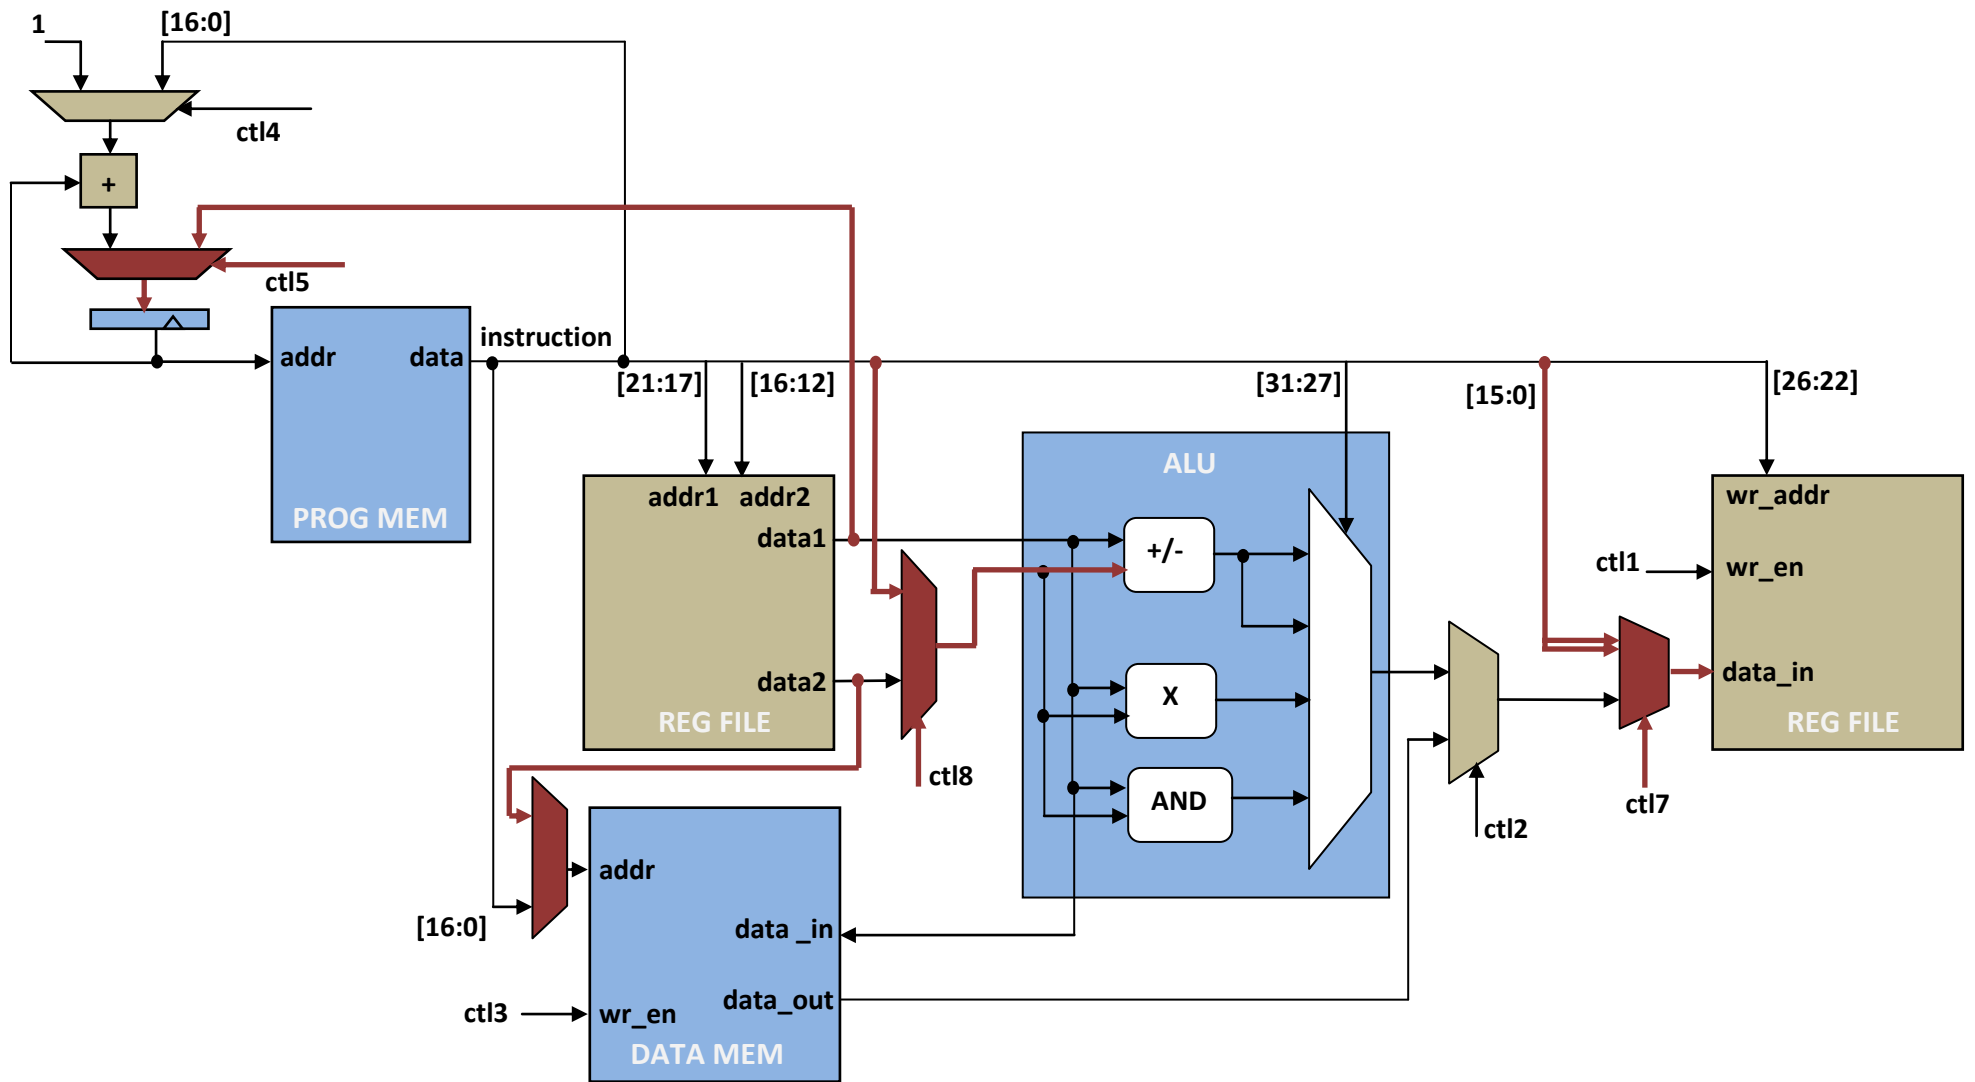 1
[16:0]
ctl4
+
ctl5
instruction
addr
data
PROG MEM
[21:17]
[16:12]
[31:27]
[15:0]
[26:22]
addr1
addr2
data1
data2
REG FILE
ctl8
ALU
+/-
X
AND
ctl2
ctl7
wr_addr
ctl1
wr_en
data_in
REG FILE
addr
[16:0]
data _in
data_out
ctl3
wr_en
DATA MEM